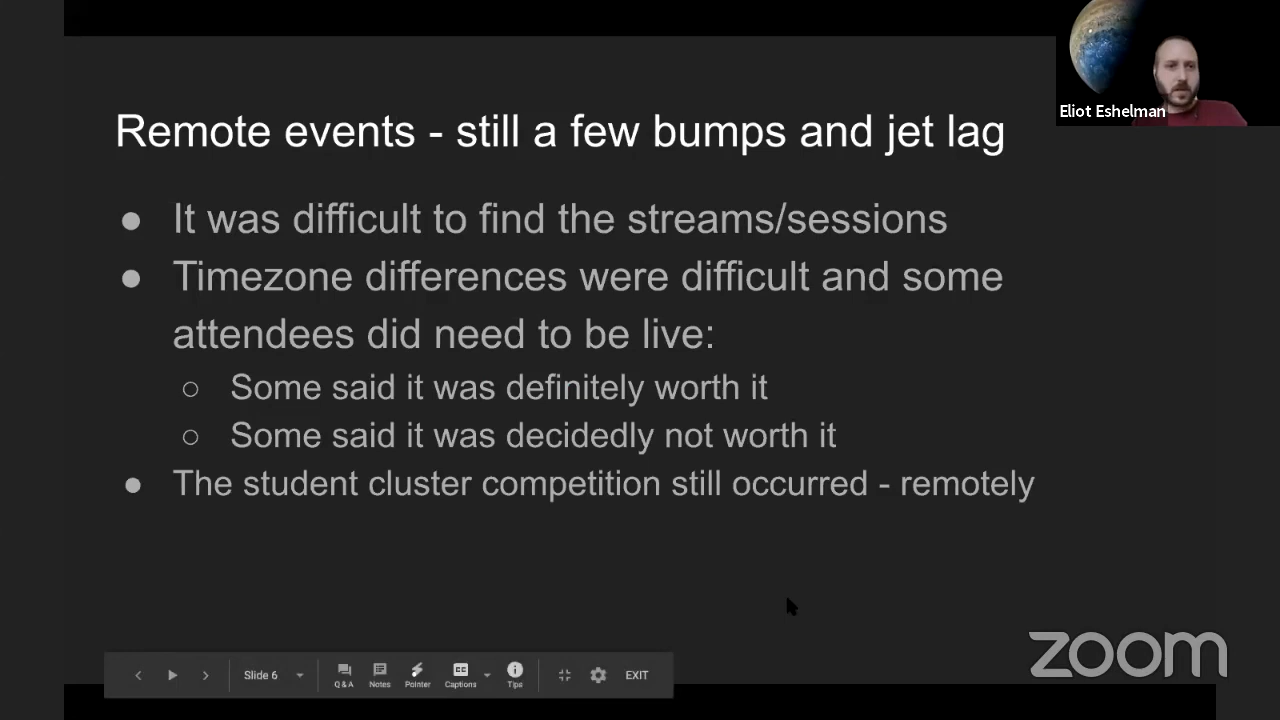 Eliot Eshelman
Remote events - still a few bumps and jet lag
● It was difficult to find the streams/sessions
● Timezone differences were difficult and some
attendees did need to be live:
○ Some said it was definitely worth it
○ Some said it was decidedly not worth it
● The student cluster competition still occurred - remotely
zoom
Slide 6
Q & A
Notes
Pointer
CC
Captions
Tips
EXIT